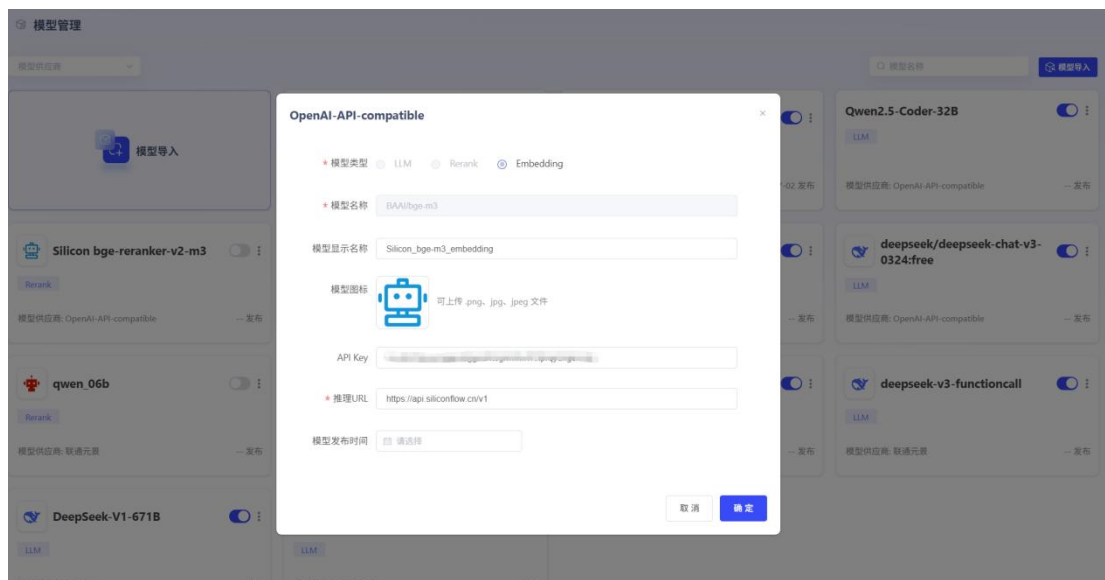 模型管理
模型供应商
模型名称
模型导入
模型导入
OpenAI-API-compatible
* 模型类型 LLM Rerank Embedding
* 模型名称 BAAI/bge-m3
模型显示名称 Silicon_bge-m3_embedding
模型图标 可上传 .png、jpg、jpeg 文件
API Key
* 推理URL https://api.siliconflow.cn/v1
模型发布时间 请选择
取消 确定
-02 发布
Qwen2.5-Coder-32B
LLM
模型供应商: OpenAI-API-compatible -- 发布
Silicon bge-reranker-v2-m3
Rerank
模型供应商: OpenAI-API-compatible -- 发布
-- 发布
deepseek/deepseek-chat-v3-
0324:free
LLM
模型供应商: OpenAI-API-compatible -- 发布
qwen_06b
Rerank
模型供应商: 联通元景 -- 发布
-- 发布
deepseek-v3-functioncall
LLM
模型供应商: 联通元景 -- 发布
DeepSeek-V1-671B
LLM
LLM